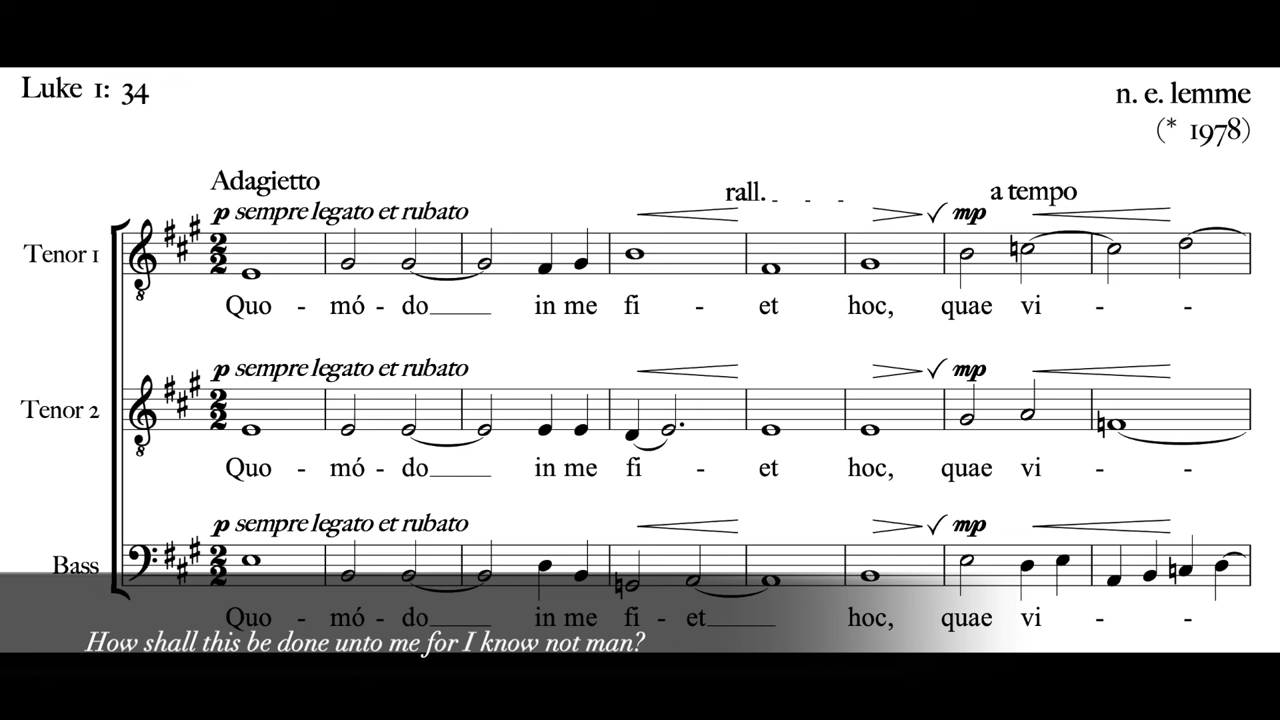 Luke 1: 34
n. e. lemme
(* 1978)
Adagietto
rall.
a tempo
p sempre legato et rubato
mp
Tenor 1
Quo - mó - do in me fi - et hoc, quae vi - -
p sempre legato et rubato
mp
Tenor 2
Quo - mó - do in me fi - et hoc, quae vi - -
p sempre legato et rubato
mp
Bass
Quo - mó - do in me fi - et hoc, quae vi - -
How shall this be done unto me for I know not man?